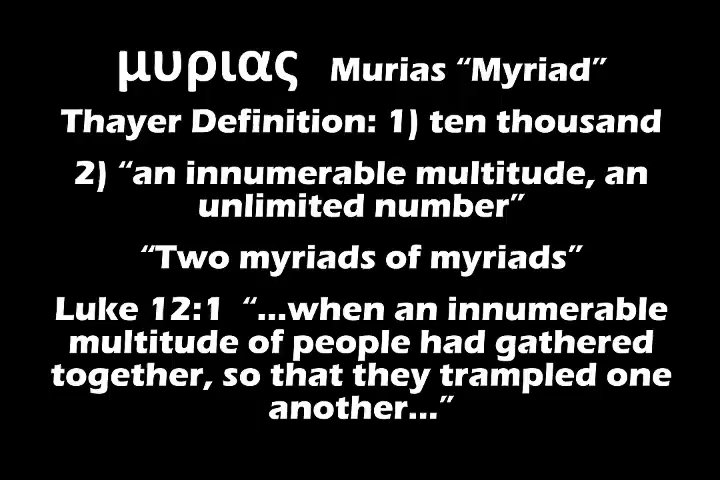 μυριας Murias “Myriad”
Thayer Definition: 1) ten thousand
2) “an innumerable multitude, an
unlimited number”
“Two myriads of myriads”
Luke 12:1 “...when an innumerable
multitude of people had gathered
together, so that they trampled one
another...”